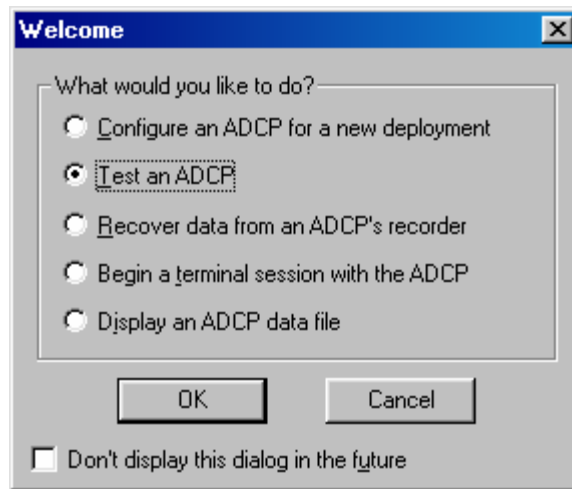 Welcome
What would you like to do?
Configure an ADCP for a new deployment
Test an ADCP
Recover data from an ADCP's recorder
Begin a terminal session with the ADCP
Display an ADCP data file
OK
Cancel
Don't display this dialog in the future